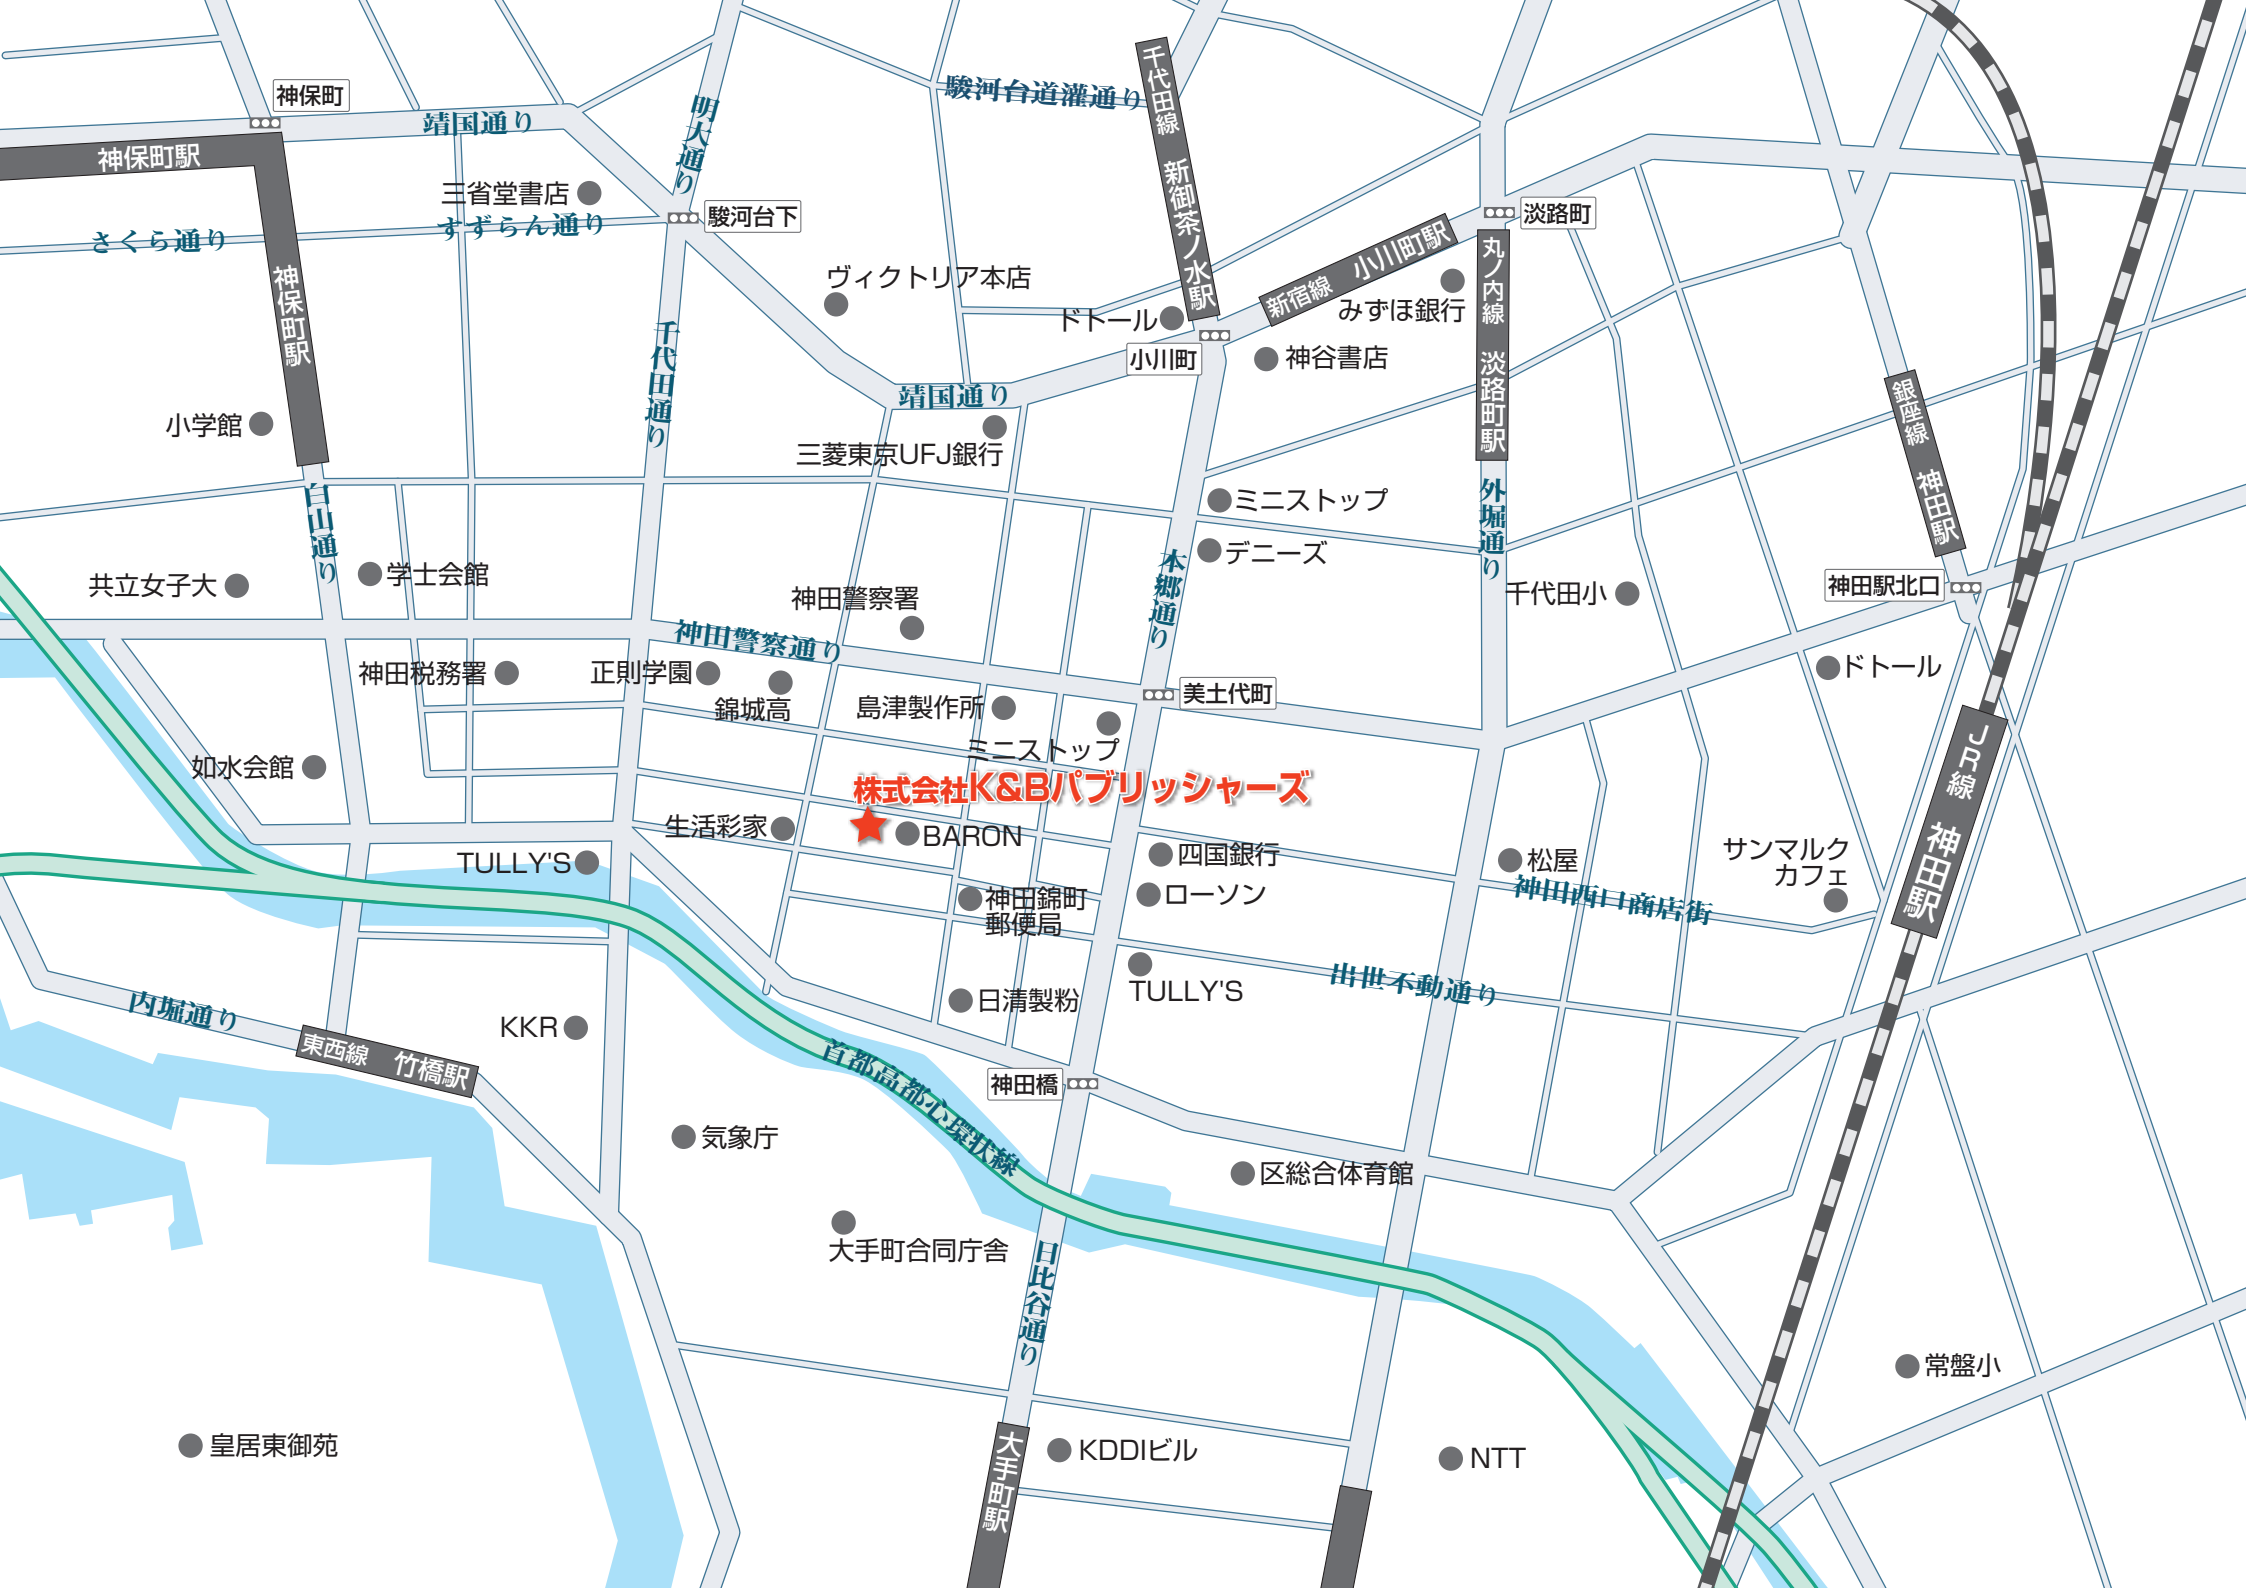 神保町
靖国通り
明大通り
駿河台道灌通り
千代田線 新御茶ノ水駅
神保町駅
三省堂書店
すずらん通り
駿河台下
淡路町
さくら通り
神保町駅
ヴィクトリア本店
ドトール
新宿線 小川町駅
みずほ銀行
丸ノ内線 淡路町駅
小川町
神谷書店
千代田通り
靖国通り
小学館
三菱東京UFJ銀行
銀座線 神田駅
ミニストップ
外堀通り
白山通り
デニーズ
本郷通り
共立女子大
学士会館
神田警察署
千代田小
神田駅北口
神田警察通り
神田税務署
正則学園
錦城高
島津製作所
美土代町
ドトール
ミニストップ
JR線 神田駅
如水会館
株式会社K&Bパブリッシャーズ
生活彩家
BARON
TULLY'S
四国銀行
松屋
サンマルク
カフェ
神田錦町
郵便局
ローソン
神田西口商店街
TULLY'S
出世不動通り
内堀通り
日清製粉
KKR
東西線 竹橋駅
首都高都心環状線
神田橋
気象庁
区総合体育館
大手町合同庁舎
日比谷通り
常盤小
皇居東御苑
大手町駅
KDDIビル
NTT